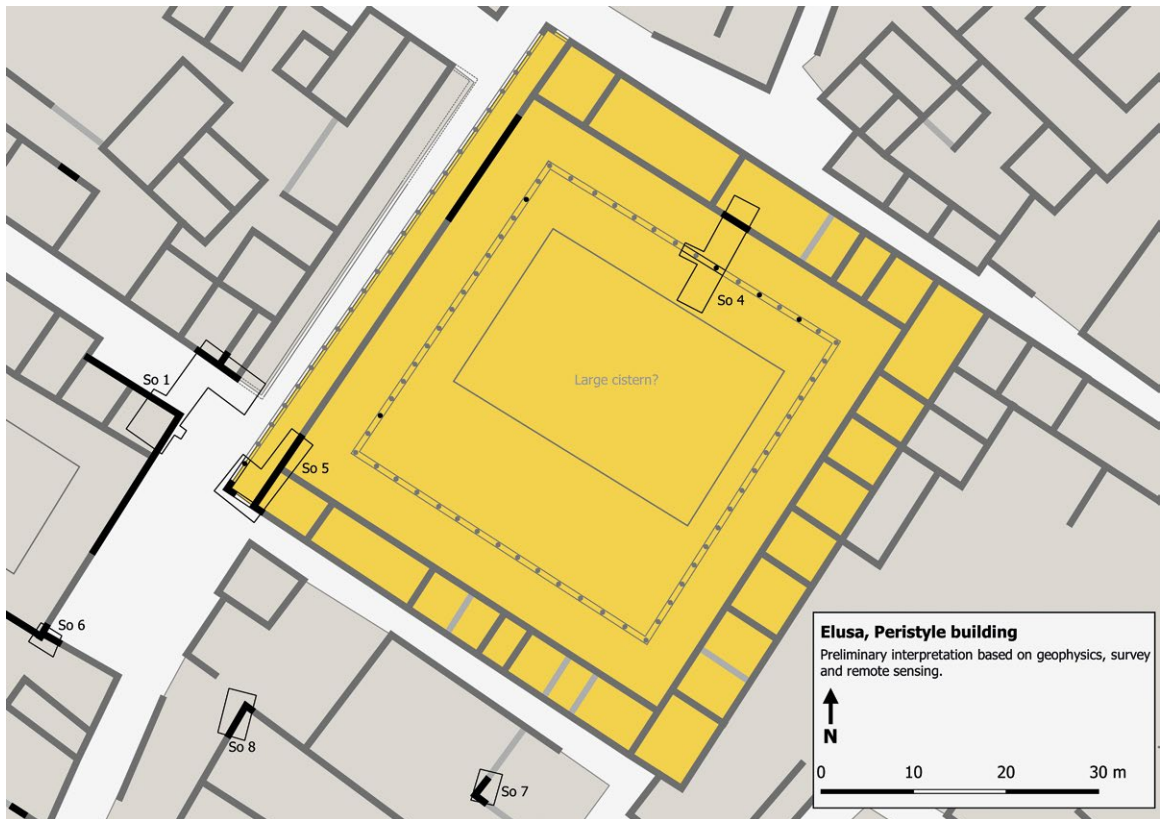 So 4
Large cistern?
So 1
So 5
So 6
So 8
So 7
Elusa, Peristyle building
Preliminary interpretation based on geophysics, survey
and remote sensing.
N
0 10 20 30 m